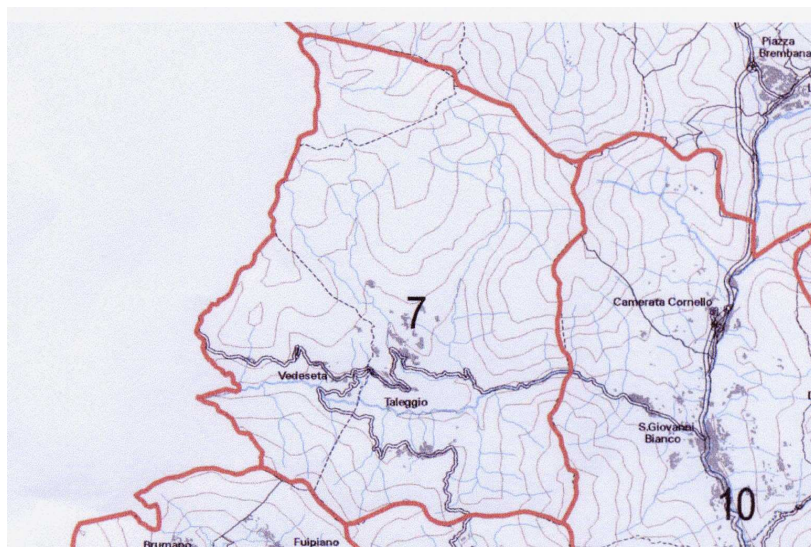 Piazza
Brembana
L
7
Camerata Cornello
Vedeseta
Taleggio
D
S.Giovanni
Bianco
10
Brumano
Fuipiano